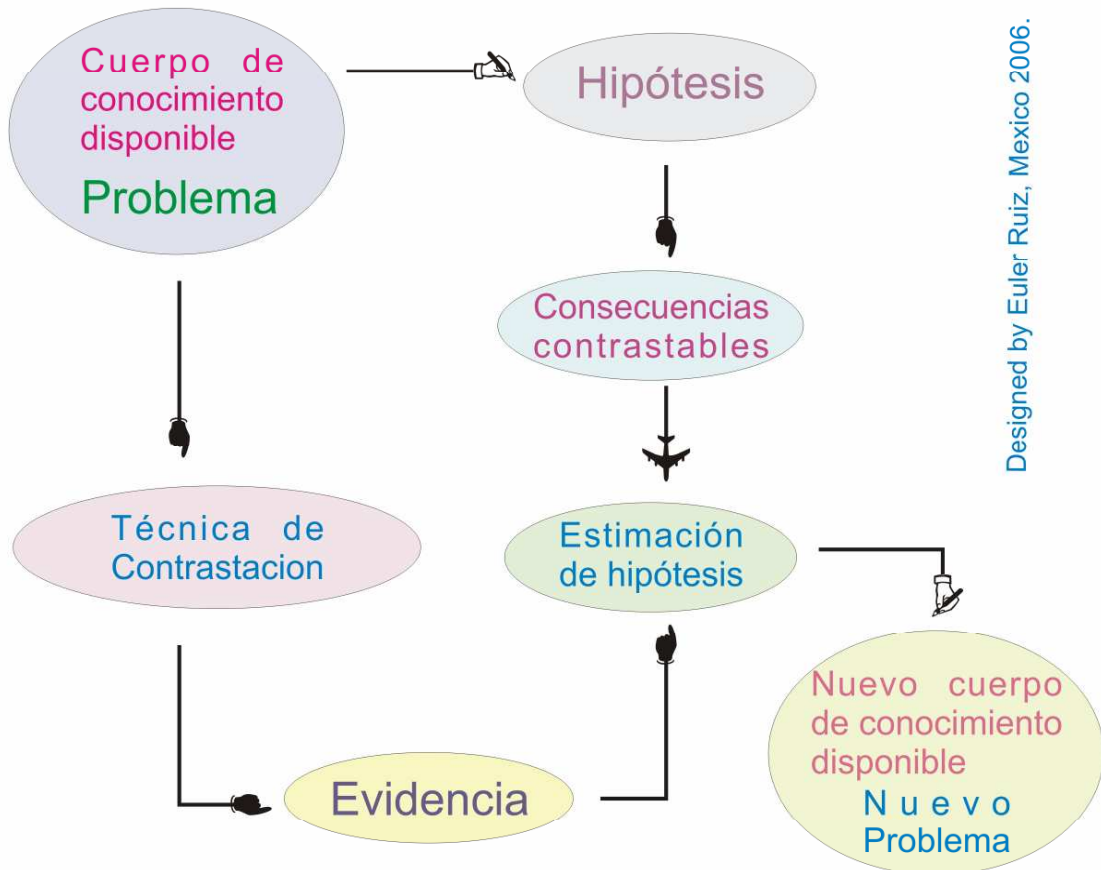 Cuerpo de
conocimiento
disponible
Problema
Hipótesis
Consecuencias
contrastables
Técnica de
Contrastacion
Estimación
de hipótesis
Evidencia
Nuevo cuerpo
de conocimiento
disponible
Nuevo
Problema
Designed by Euler Ruiz, Mexico 2006.